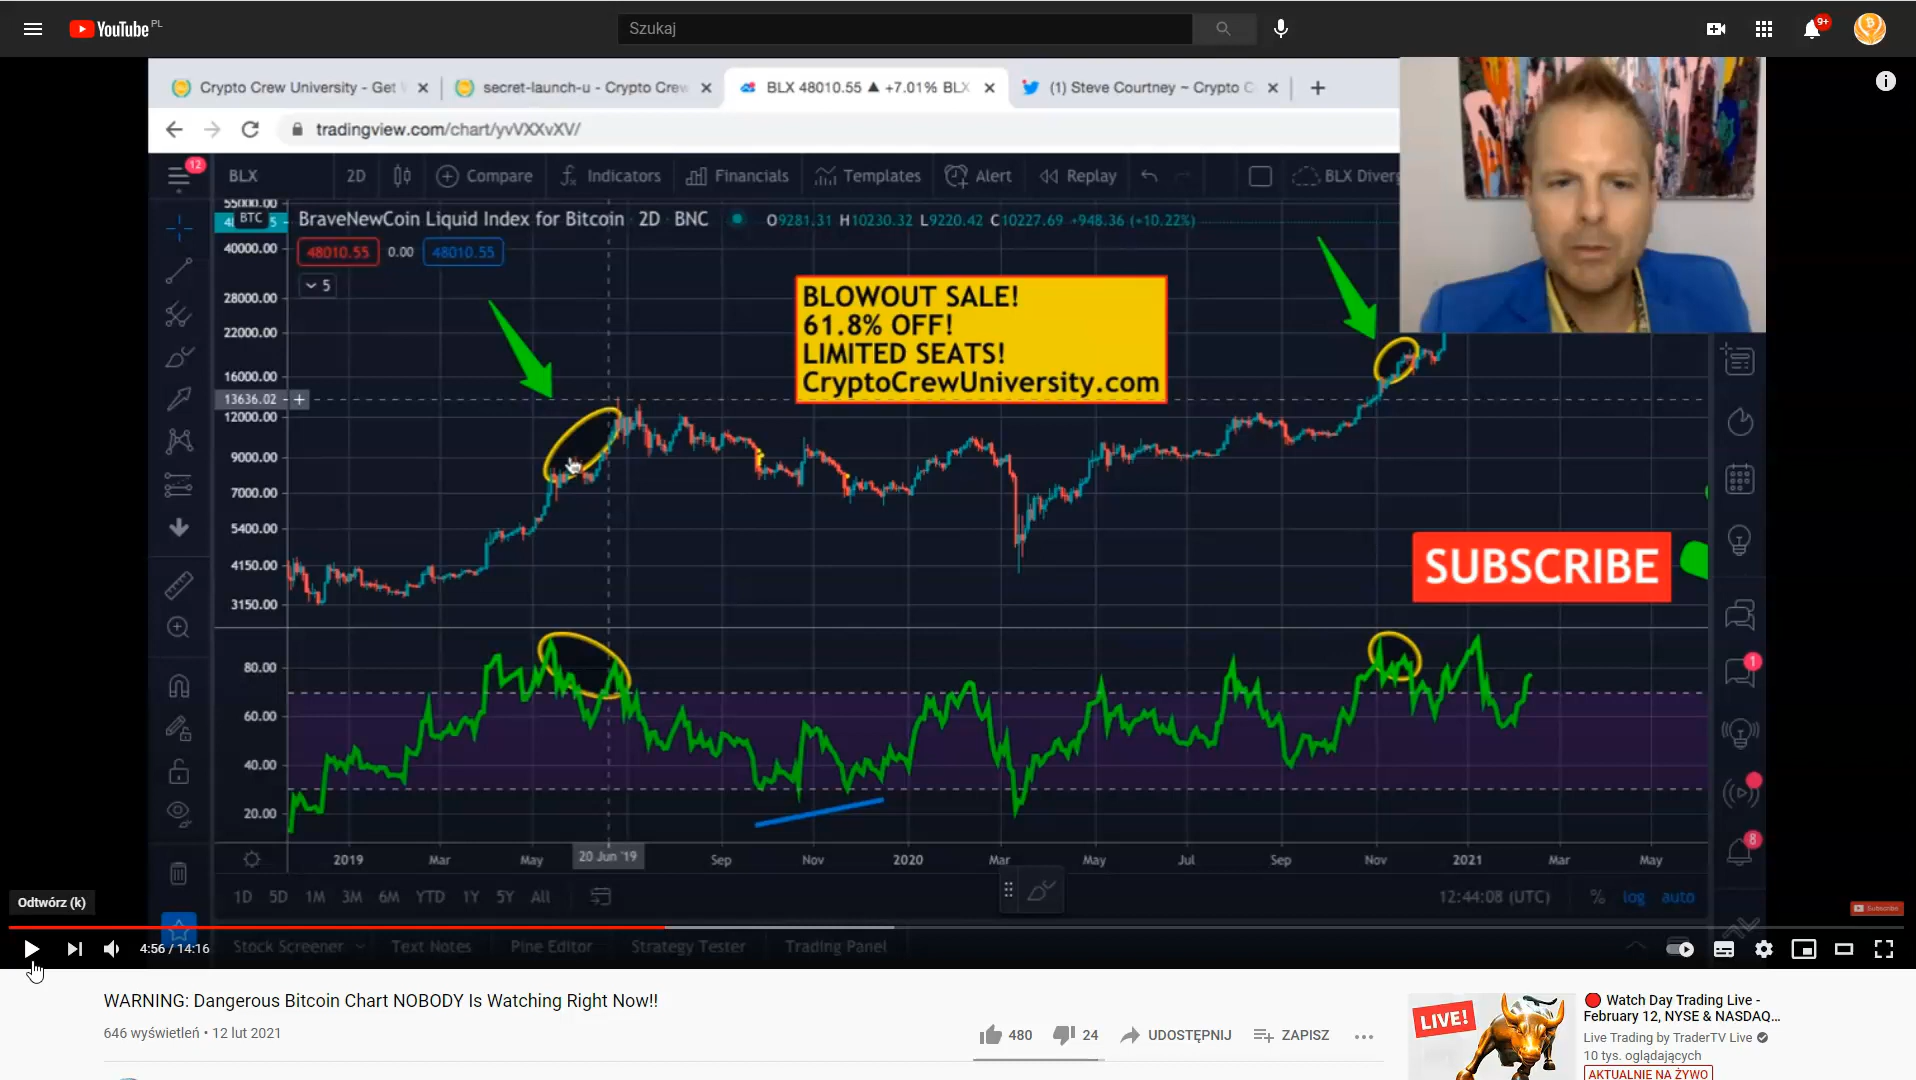 YouTube PL
Szukaj
9+
Crypto Crew University - Get
secret-launch-u - Crypto Crew
BLX 48010.55 ▲ +7.01% BLX
(1) Steve Courtney ~ Crypto C
tradingview.com/chart/yvVXXvXV/
12
BLX
2D
Compare
Indicators
Financials
Templates
Alert
Replay
BLX Diverg
BraveNewCoin Liquid Index for Bitcoin 2D BNC
O9281.31 H10230.32 L9220.42 C10227.69 +948.36 (+10.22%)
48010.55 0.00 48010.55
5
55000.00
BTC
40000.00
28000.00
22000.00
16000.00
13636.02
12000.00
9000.00
7000.00
5400.00
4150.00
3150.00
BLOWOUT SALE!
61.8% OFF!
LIMITED SEATS!
CryptoCrewUniversity.com
SUBSCRIBE
80.00
60.00
40.00
20.00
1
8
2019 Mar May 20 Jun '19 Sep Nov 2020 Mar May Jul Sep Nov 2021 Mar May
1D 5D 1M 3M 6M YTD 1Y 5Y All
12:44:08 (UTC) % log auto
Odtwórz (k)
Subscribe
4:56 / 14:16
Stock Screener Text Notes Pine Editor Strategy Tester Trading Panel
WARNING: Dangerous Bitcoin Chart NOBODY Is Watching Right Now!!
646 wyświetleń • 12 lut 2021
480
24
UDOSTĘPNIJ
ZAPISZ
LIVE!
Watch Day Trading Live -
February 12, NYSE & NASDAQ...
Live Trading by TraderTV Live
10 tys. oglądających
AKTUALNIE NA ŻYWO